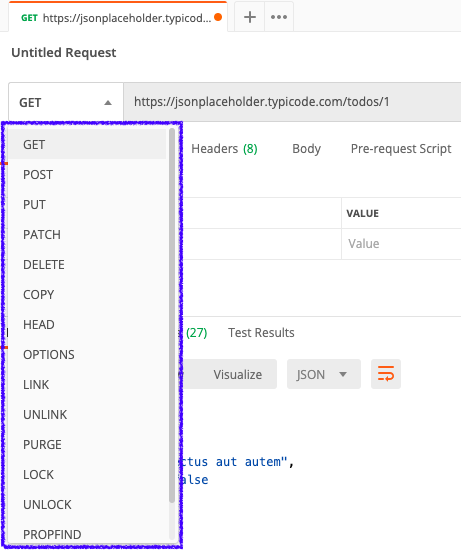 GET https://jsonplaceholder.typicod...
Untitled Request
GET https://jsonplaceholder.typicode.com/todos/1
Headers (8) Body Pre-request Script
VALUE
Value
(27) Test Results
Visualize JSON
ctus aut autem",
alse
GET
POST
PUT
PATCH
DELETE
COPY
HEAD
OPTIONS
LINK
UNLINK
PURGE
LOCK
UNLOCK
PROPFIND